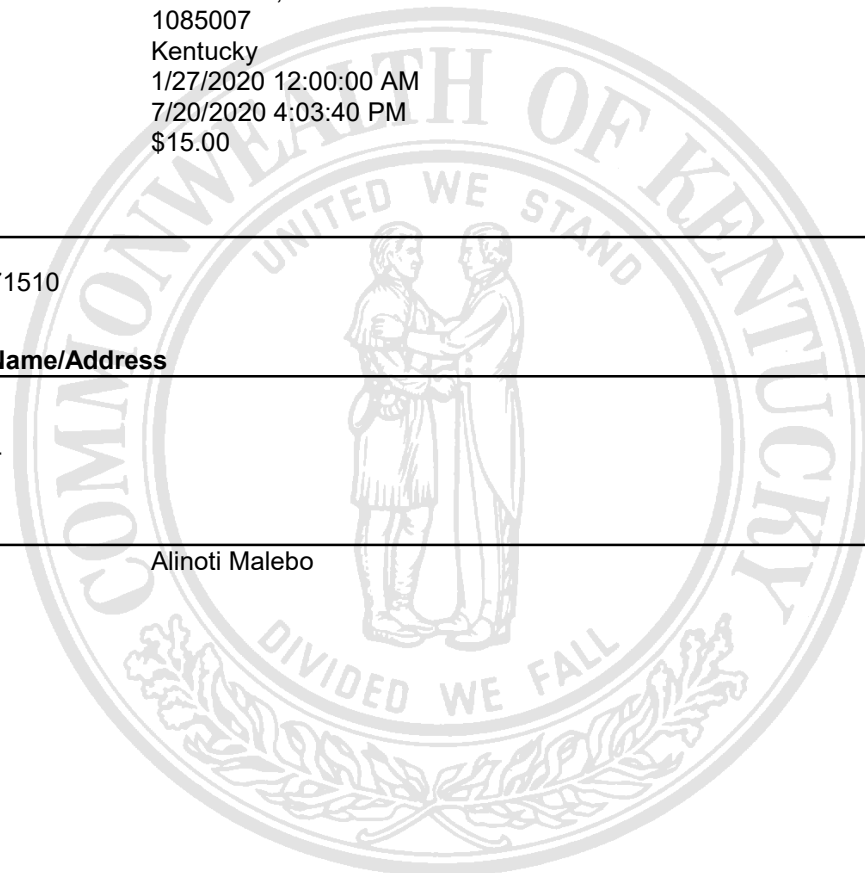 1085007
Kentucky
1/27/2020 12:00:00 AM
7/20/2020 4:03:40 PM
$15.00
71510
Name/Address
Alinoti Malebo
COMMONWEALTH OF KENTUCKY
UNITED WE STAND
DIVIDED WE FALL